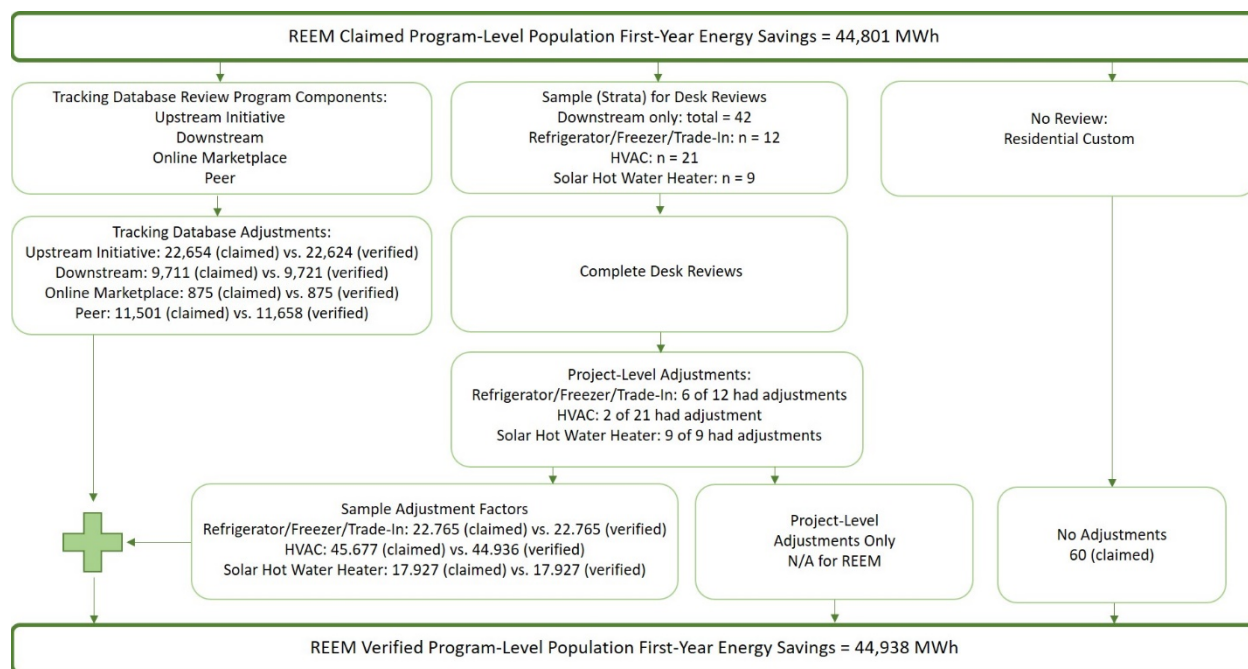 REEM Claimed Program-Level Population First-Year Energy Savings = 44,801 MWh
Tracking Database Review Program Components:
Upstream Initiative
Downstream
Online Marketplace
Peer
Sample (Strata) for Desk Reviews
Downstream only: total = 42
Refrigerator/Freezer/Trade-In: n = 12
HVAC: n = 21
Solar Hot Water Heater: n = 9
No Review:
Residential Custom
Tracking Database Adjustments:
Upstream Initiative: 22,654 (claimed) vs. 22,624 (verified)
Downstream: 9,711 (claimed) vs. 9,721 (verified)
Online Marketplace: 875 (claimed) vs. 875 (verified)
Peer: 11,501 (claimed) vs. 11,658 (verified)
Complete Desk Reviews
Project-Level Adjustments:
Refrigerator/Freezer/Trade-In: 6 of 12 had adjustments
HVAC: 2 of 21 had adjustment
Solar Hot Water Heater: 9 of 9 had adjustments
Sample Adjustment Factors
Refrigerator/Freezer/Trade-In: 22.765 (claimed) vs. 22.765 (verified)
HVAC: 45.677 (claimed) vs. 44.936 (verified)
Solar Hot Water Heater: 17.927 (claimed) vs. 17.927 (verified)
Project-Level
Adjustments Only
N/A for REEM
No Adjustments
60 (claimed)
REEM Verified Program-Level Population First-Year Energy Savings = 44,938 MWh